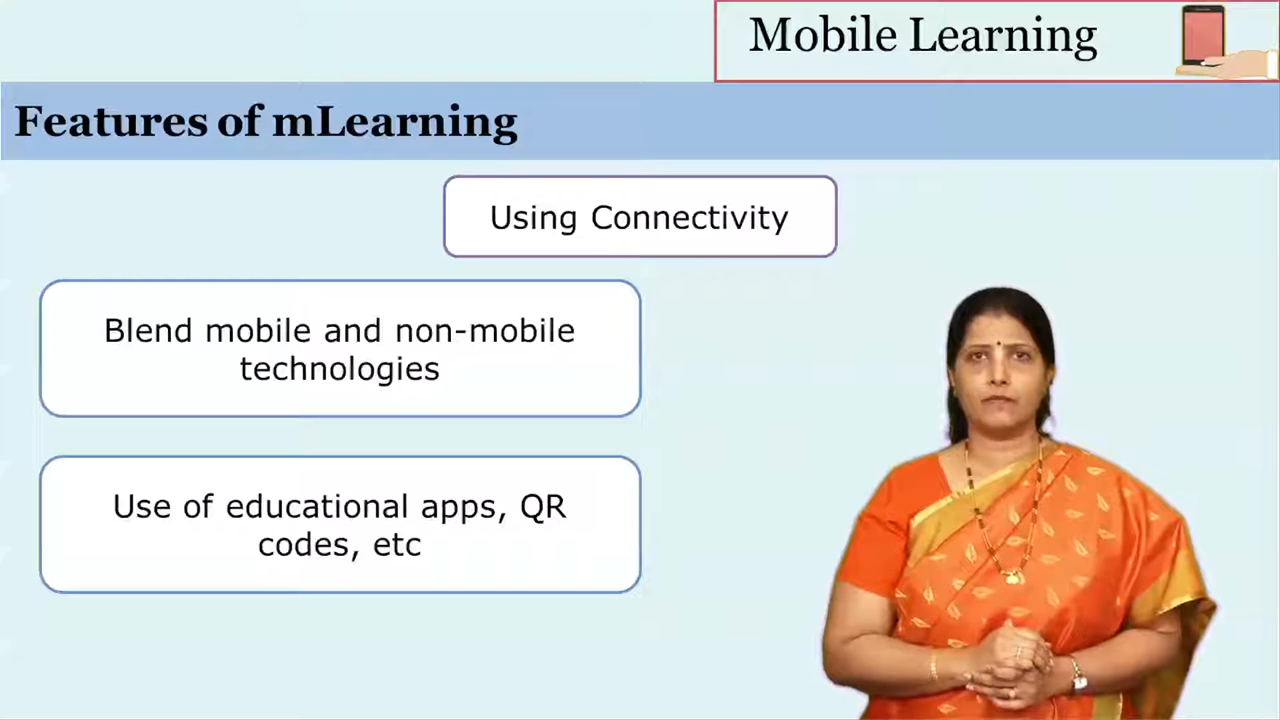 Mobile Learning
Features of mLearning
Using Connectivity
Blend mobile and non-mobile
technologies
Use of educational apps, QR
codes, etc